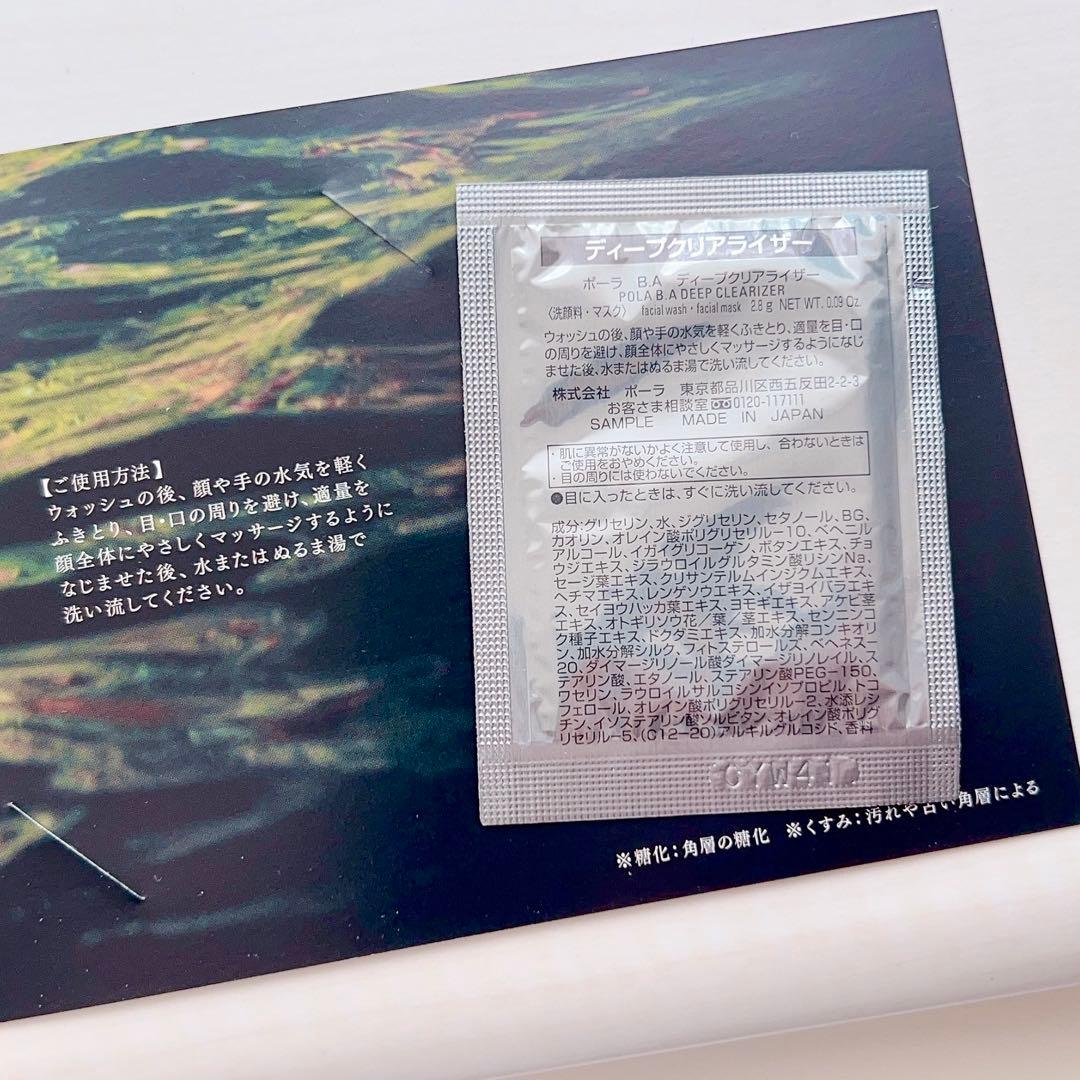 【ご使用方法】
ウォッシュの後、顔や手の水気を軽く
ふきとり、目・口の周りを避け、適量を
顔全体にやさしくマッサージするように
なじませた後、水またはぬるま湯で
洗い流してください。
ディープクリアライザー
ポーラ B.A ディープクリアライザー
POLA B.A DEEP CLEARIZER
〈洗顔料・マスク〉 facial wash・facial mask 2.8 g NET WT. 0.09 Oz.
ウォッシュの後、顔や手の水気を軽くふきとり、適量を目・口
の周りを避け、顔全体にやさしくマッサージするようになじ
ませた後、水またはぬるま湯で洗い流してください。
株式会社 ポーラ 東京都品川区西五反田2-2-3
お客さま相談室 0120-117111
SAMPLE MADE IN JAPAN
・肌に異常がないかよく注意して使用し、合わないときは
ご使用をおやめください。
・目の周りには使わないでください。
●目に入ったときは、すぐに洗い流してください。
成分:グリセリン、水、ジグリセリン、セタノール、BG、
カオリン、オレイン酸ポリグリセリル-10、ベヘニル
アルコール、イガイグリコーゲン、ボタンエキス、チョ
ウジエキス、ジラウロイルグルタミン酸リシンNa、
セージ葉エキス、クリサンテルムインジクムエキス、
ヘチマエキス、レンゲソウエキス、イザヨイバラエキ
ス、セイヨウハッカ葉エキス、ヨモギエキス、アケビ茎
エキス、オトギリソウ花／葉／茎エキス、センニンコ
ク種子エキス、ドクダミエキス、加水分解コンキオリ
ン、加水分解シルク、フィトステロールズ、ベヘネス-
20、ダイマージリノール酸ダイマージリノレイル、ス
テアリン酸、エタノール、ステアリン酸PEG-150、
ワセリン、ラウロイルサルコシンイソプロピル、トコ
フェロール、オレイン酸ポリグリセリル-2、水添レシ
チン、イソステアリン酸ソルビタン、オレイン酸ポリグ
リセリル-5、(C12-20)アルキルグルコシド、香料
※糖化：角層の糖化 ※くすみ：汚れや古い角層による